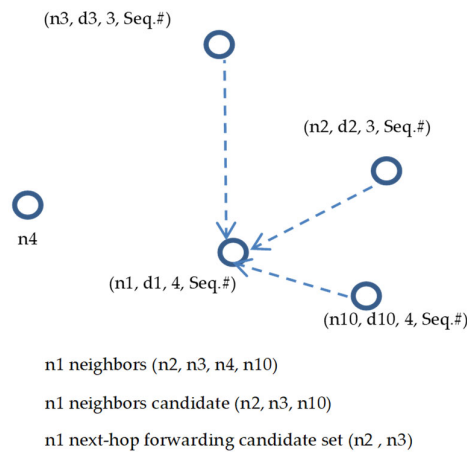 (n3, d3, 3, Seq.#)
(n2, d2, 3, Seq.#)
n4
(n1, d1, 4, Seq.#)
(n10, d10, 4, Seq.#)
n1 neighbors (n2, n3, n4, n10)
n1 neighbors candidate (n2, n3, n10)
n1 next-hop forwarding candidate set (n2 , n3)